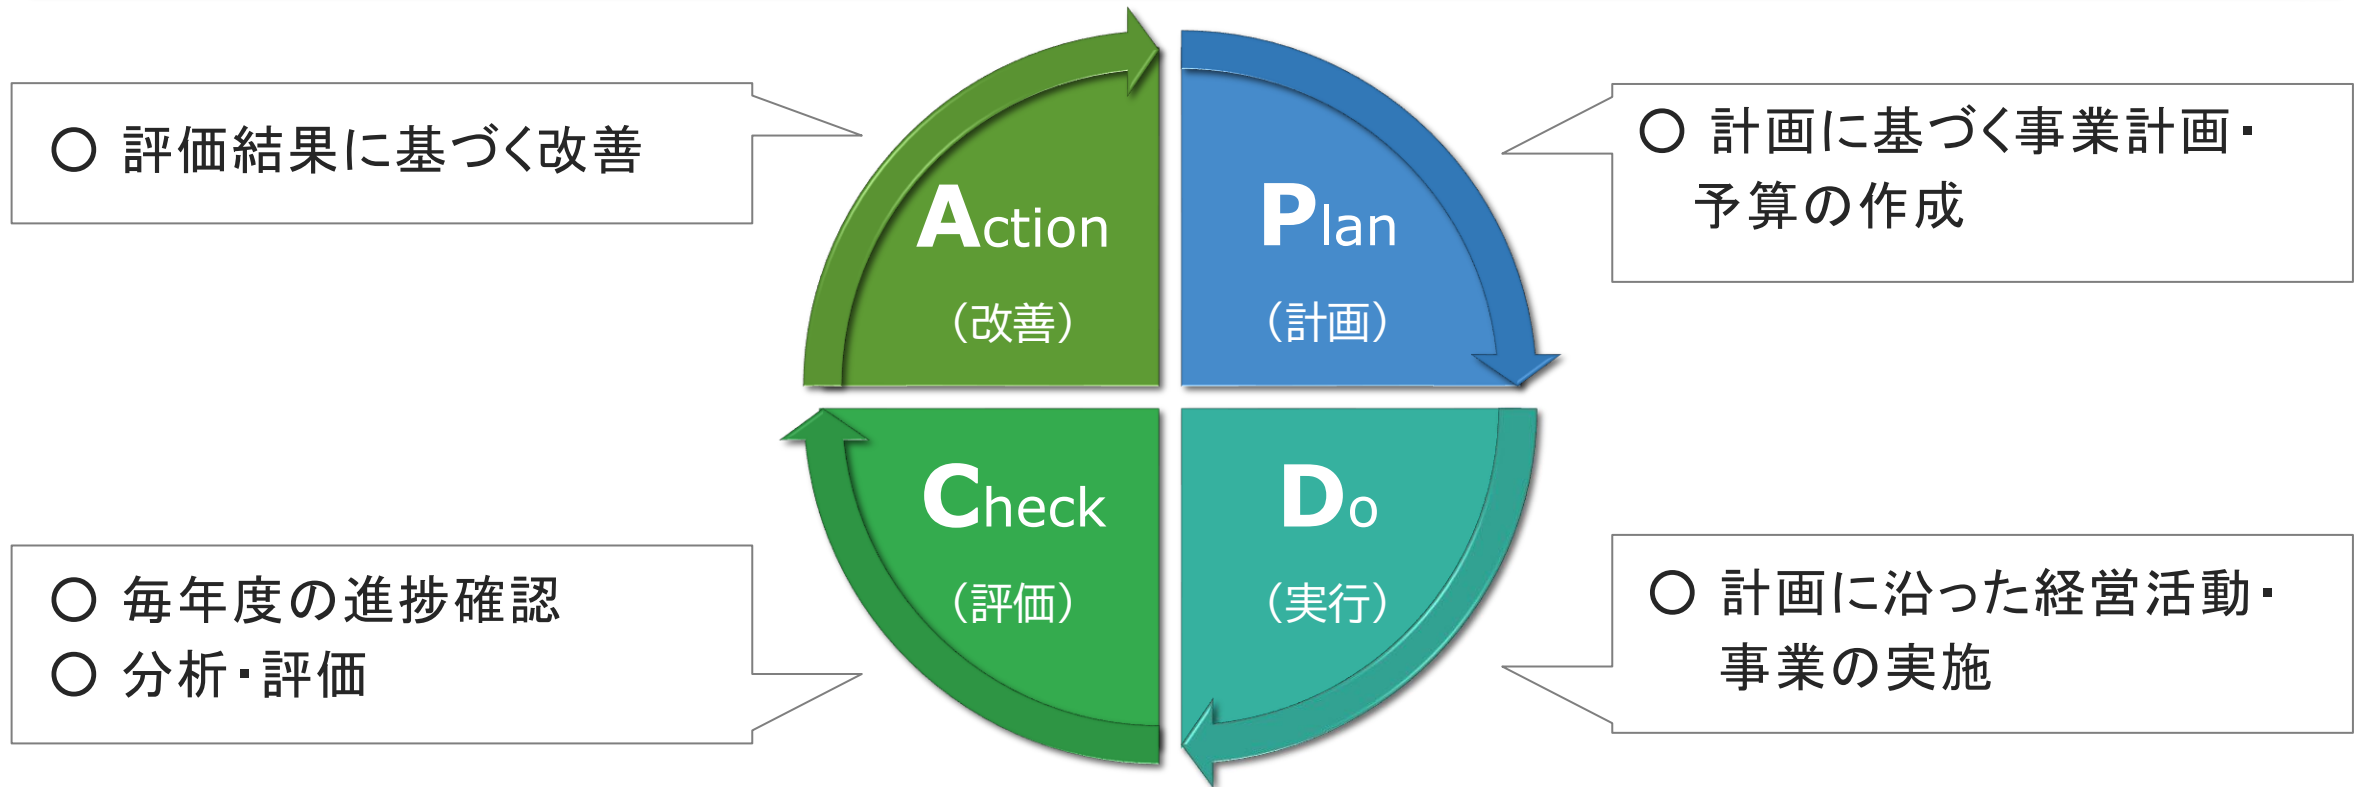 ○ 評価結果に基づく改善
Action
（改善）
Plan
（計画）
○ 計画に基づく事業計画・
予算の作成
○ 毎年度の進捗確認
○ 分析・評価
Check
（評価）
Do
（実行）
○ 計画に沿った経営活動・
事業の実施